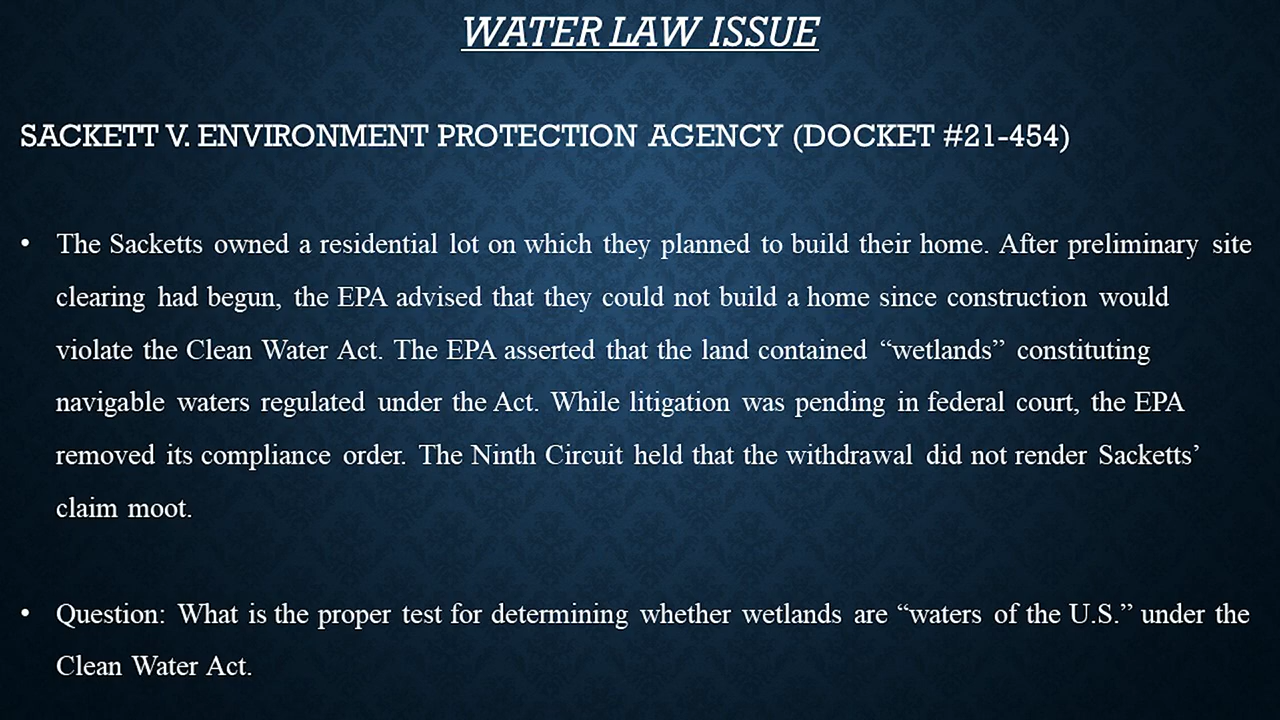 WATER LAW ISSUE
SACKETT V. ENVIRONMENT PROTECTION AGENCY (DOCKET #21-454)
• The Sacketts owned a residential lot on which they planned to build their home. After preliminary site
clearing had begun, the EPA advised that they could not build a home since construction would
violate the Clean Water Act. The EPA asserted that the land contained “wetlands” constituting
navigable waters regulated under the Act. While litigation was pending in federal court, the EPA
removed its compliance order. The Ninth Circuit held that the withdrawal did not render Sacketts’
claim moot.
• Question: What is the proper test for determining whether wetlands are “waters of the U.S.” under the
Clean Water Act.